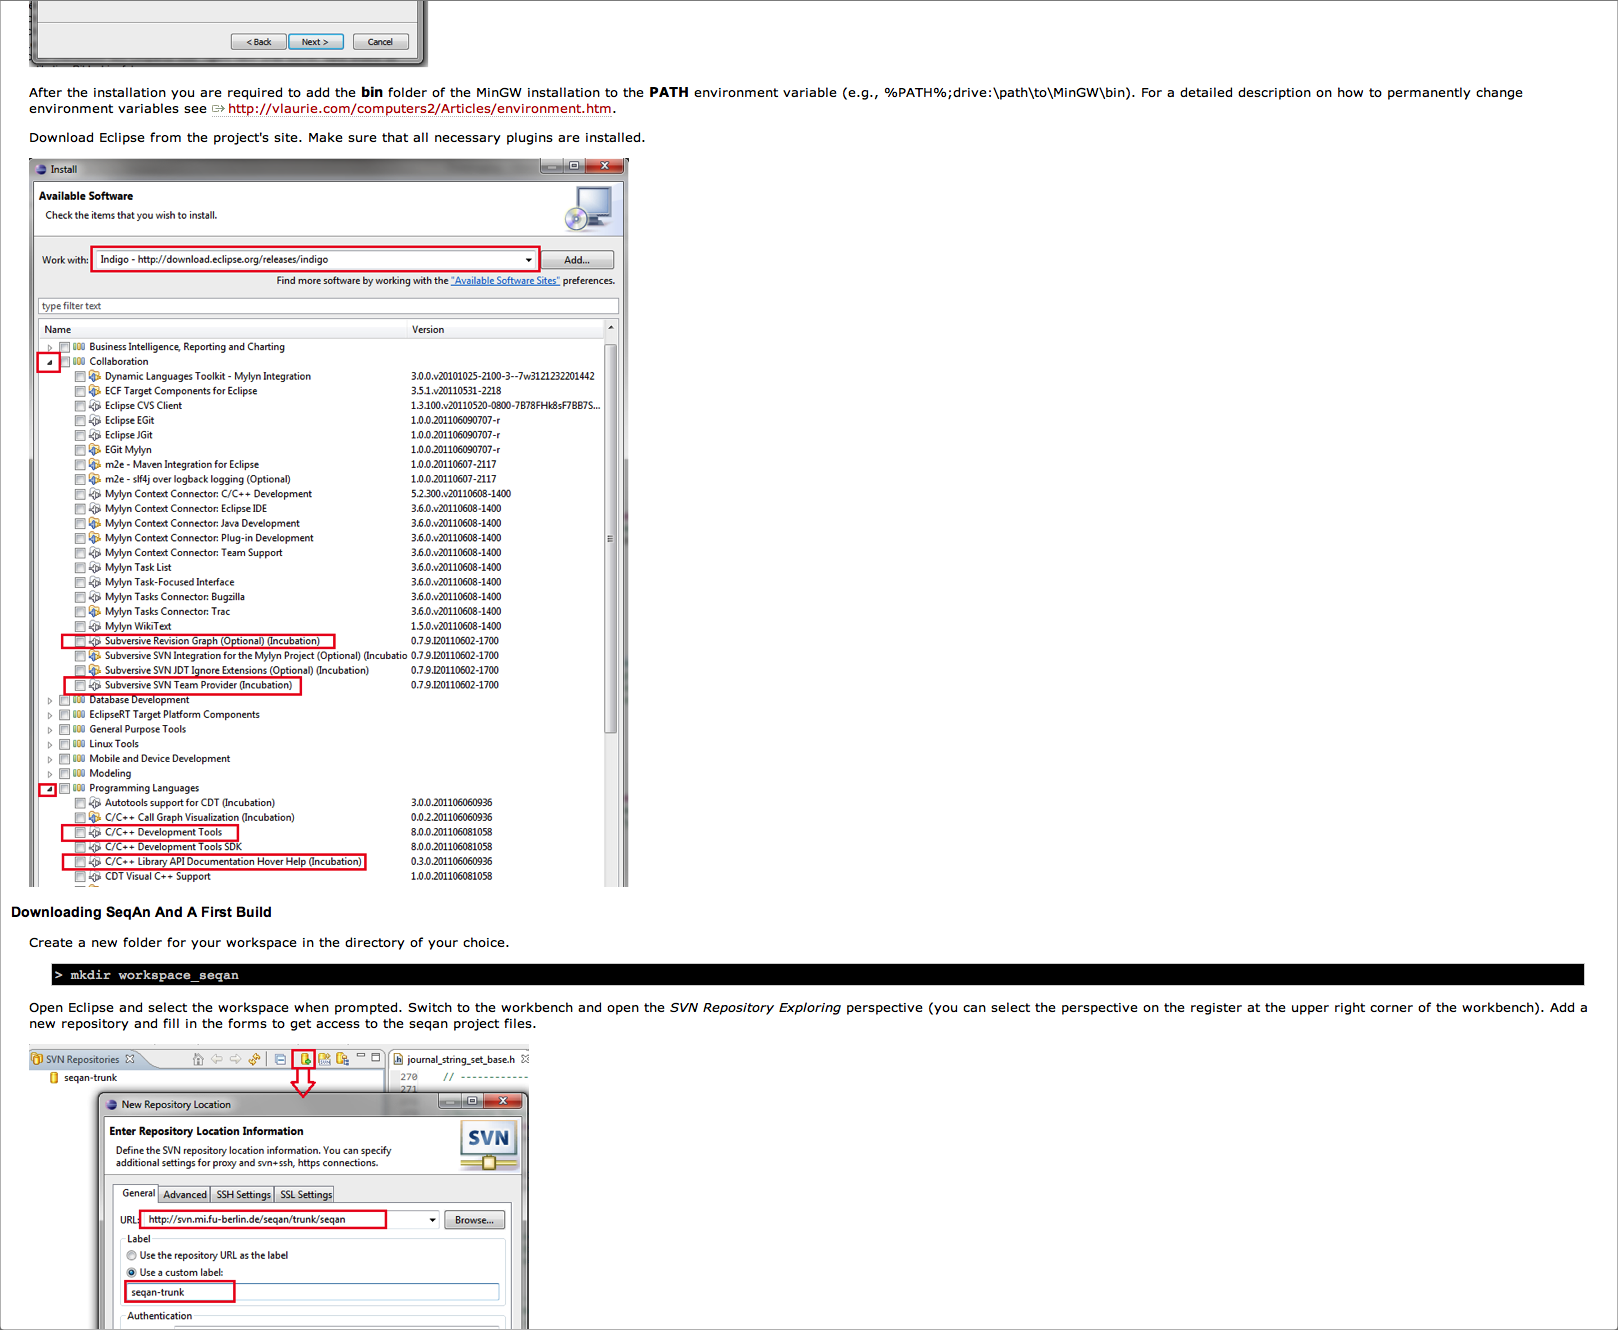 < Back Next > Cancel
After the installation you are required to add the bin folder of the MinGW installation to the PATH environment variable (e.g., %PATH%;drive:\path\to\MinGW\bin). For a detailed description on how to permanently change
environment variables see http://vlaurie.com/computers2/Articles/environment.htm.
Download Eclipse from the project's site. Make sure that all necessary plugins are installed.
Install
Available Software
Check the items that you wish to install.
Work with: Indigo - http://download.eclipse.org/releases/indigo Add...
Find more software by working with the "Available Software Sites" preferences.
type filter text
Name Version
Business Intelligence, Reporting and Charting
Collaboration
Dynamic Languages Toolkit - Mylyn Integration 3.0.0.v20101025-2100-3--7w3121232201442
ECF Target Components for Eclipse 3.5.1.v20110531-2218
Eclipse CVS Client 1.3.100.v20110520-0800-7B78FHk8sF7BB7S...
Eclipse EGit 1.0.0.201106090707-r
Eclipse JGit 1.0.0.201106090707-r
EGit Mylyn 1.0.0.201106090707-r
m2e - Maven Integration for Eclipse 1.0.0.20110607-2117
m2e - slf4j over logback logging (Optional) 1.0.0.20110607-2117
Mylyn Context Connector: C/C++ Development 5.2.300.v20110608-1400
Mylyn Context Connector: Eclipse IDE 3.6.0.v20110608-1400
Mylyn Context Connector: Java Development 3.6.0.v20110608-1400
Mylyn Context Connector: Plug-in Development 3.6.0.v20110608-1400
Mylyn Context Connector: Team Support 3.6.0.v20110608-1400
Mylyn Task List 3.6.0.v20110608-1400
Mylyn Task-Focused Interface 3.6.0.v20110608-1400
Mylyn Tasks Connector: Bugzilla 3.6.0.v20110608-1400
Mylyn Tasks Connector: Trac 3.6.0.v20110608-1400
Mylyn WikiText 1.5.0.v20110608-1400
Subversive Revision Graph (Optional) (Incubation) 0.7.9.I20110602-1700
Subversive SVN Integration for the Mylyn Project (Optional) (Incubatio 0.7.9.I20110602-1700
Subversive SVN JDT Ignore Extensions (Optional) (Incubation) 0.7.9.I20110602-1700
Subversive SVN Team Provider (Incubation) 0.7.9.I20110602-1700
Database Development
EclipseRT Target Platform Components
General Purpose Tools
Linux Tools
Mobile and Device Development
Modeling
Programming Languages
Autotools support for CDT (Incubation) 3.0.0.201106060936
C/C++ Call Graph Visualization (Incubation) 0.0.2.201106060936
C/C++ Development Tools 8.0.0.201106081058
C/C++ Development Tools SDK 8.0.0.201106081058
C/C++ Library API Documentation Hover Help (Incubation) 0.3.0.201106060936
CDT Visual C++ Support 1.0.0.201106081058
Downloading SeqAn And A First Build
Create a new folder for your workspace in the directory of your choice.
> mkdir workspace_seqan
Open Eclipse and select the workspace when prompted. Switch to the workbench and open the SVN Repository Exploring perspective (you can select the perspective on the register at the upper right corner of the workbench). Add a
new repository and fill in the forms to get access to the seqan project files.
SVN Repositories journal_string_set_base.h
seqan-trunk 270 // ------------
271
New Repository Location
Enter Repository Location Information
Define the SVN repository location information. You can specify
additional settings for proxy and svn+ssh, https connections.
SVN
General Advanced SSH Settings SSL Settings
URL: http://svn.mi.fu-berlin.de/seqan/trunk/seqan Browse...
Label
Use the repository URL as the label
Use a custom label:
seqan-trunk
Authentication